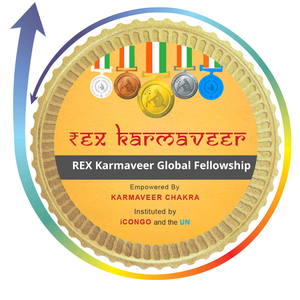 REX KARMAVEER
REX Karmaveer Global Fellowship
Empowered By
KARMAVEER CHAKRA
Instituted by
iCONGO and the UN